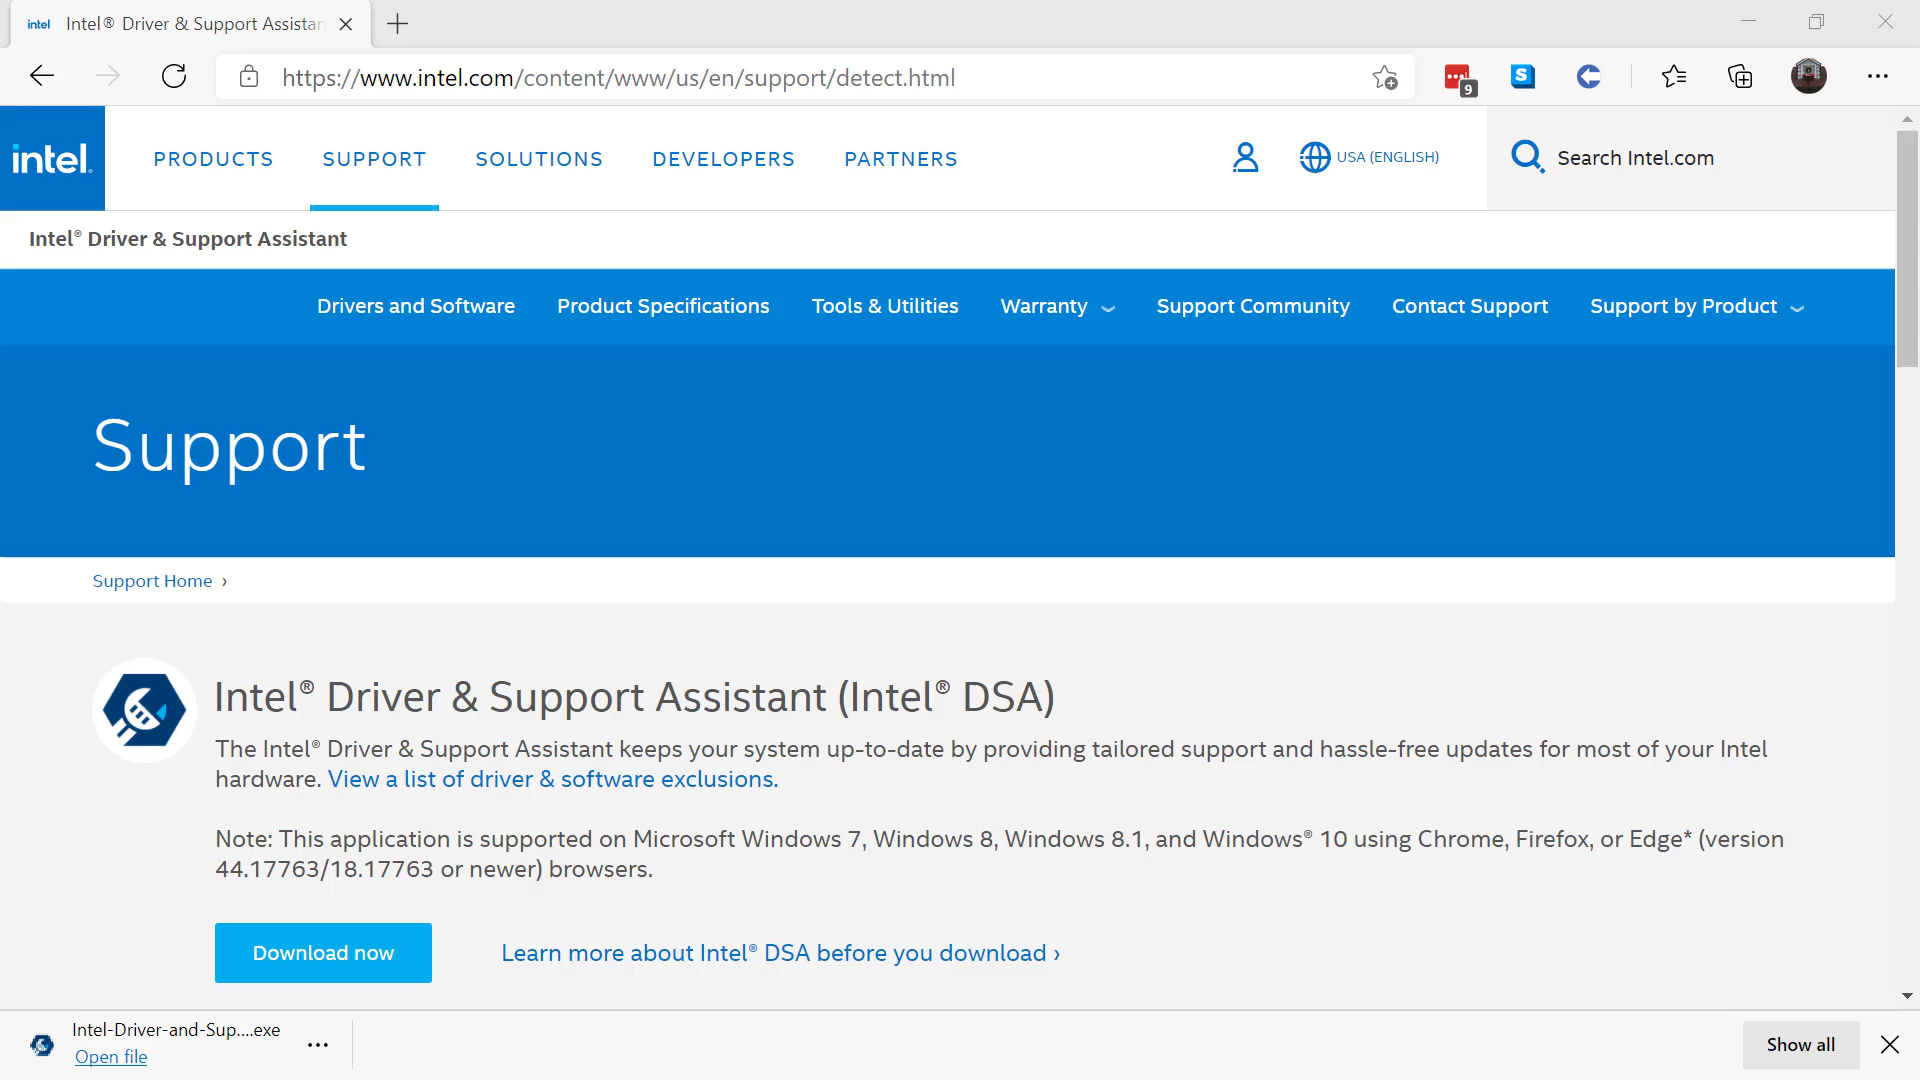 intel
Intel® Driver & Support Assistan
https://www.intel.com/content/www/us/en/support/detect.html
9
S
intel.
PRODUCTS
SUPPORT
SOLUTIONS
DEVELOPERS
PARTNERS
USA (ENGLISH)
Search Intel.com
Intel® Driver & Support Assistant
Drivers and Software
Product Specifications
Tools & Utilities
Warranty
Support Community
Contact Support
Support by Product
Support
Support Home ›
Intel® Driver & Support Assistant (Intel® DSA)
The Intel® Driver & Support Assistant keeps your system up-to-date by providing tailored support and hassle-free updates for most of your Intel
hardware. View a list of driver & software exclusions.
Note: This application is supported on Microsoft Windows 7, Windows 8, Windows 8.1, and Windows® 10 using Chrome, Firefox, or Edge* (version
44.17763/18.17763 or newer) browsers.
Download now
Learn more about Intel® DSA before you download ›
Intel-Driver-and-Sup....exe
Open file
Show all